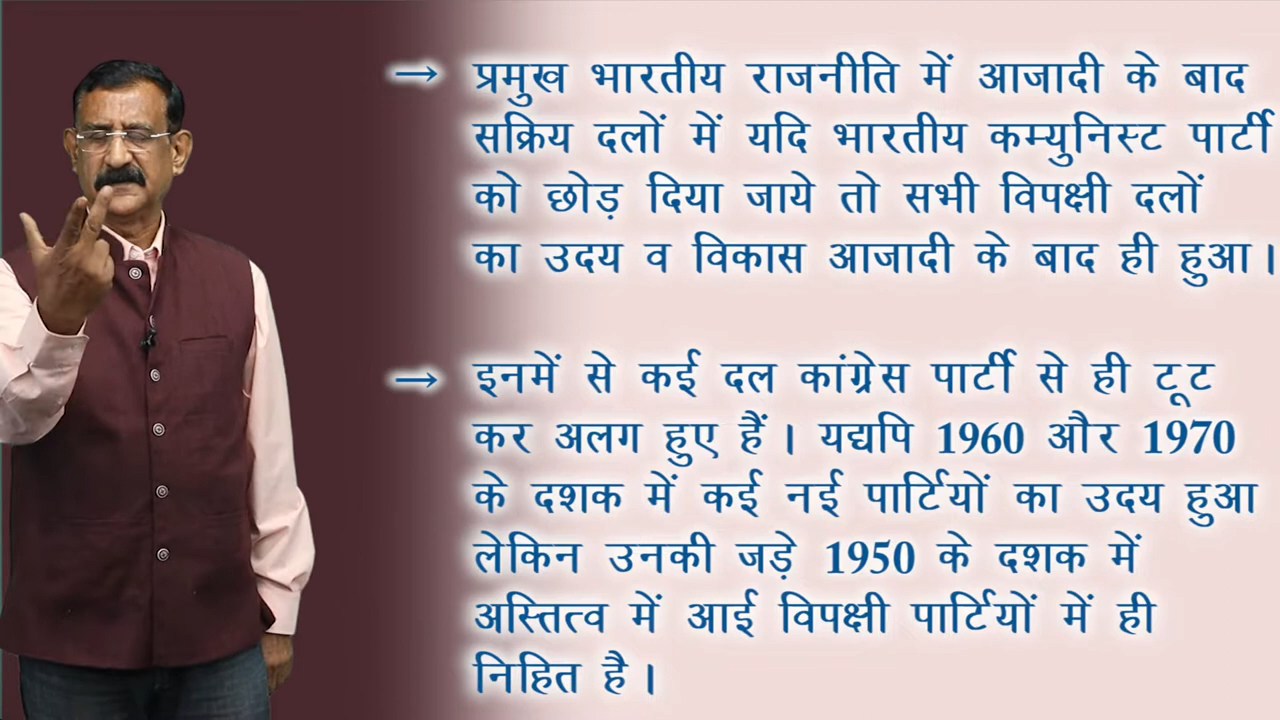 → प्रमुख भारतीय राजनीति में आजादी के बाद
सक्रिय दलों में यदि भारतीय कम्युनिस्ट पार्टी
को छोड़ दिया जाये तो सभी विपक्षी दलों
का उदय व विकास आजादी के बाद ही हुआ।
→ इनमें से कई दल कांग्रेस पार्टी से ही टूट
कर अलग हुए हैं। यद्यपि 1960 और 1970
के दशक में कई नई पार्टियों का उदय हुआ
लेकिन उनकी जड़े 1950 के दशक में
अस्तित्व में आई विपक्षी पार्टियों में ही
निहित है।